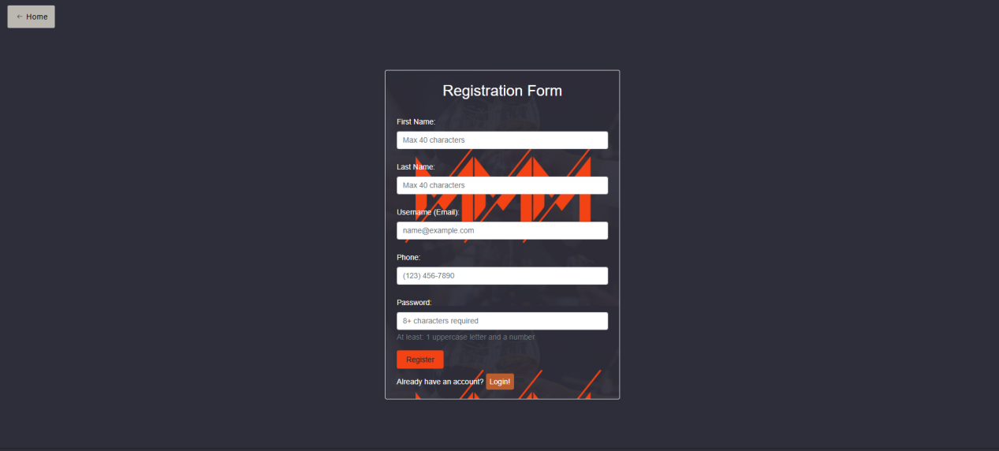 ← Home
Registration Form
First Name:
Max 40 characters
Last Name:
Max 40 characters
Username (Email):
name@example.com
Phone:
(123) 456-7890
Password:
8+ characters required
At least: 1 uppercase letter and a number
Register
Already have an account? Login!